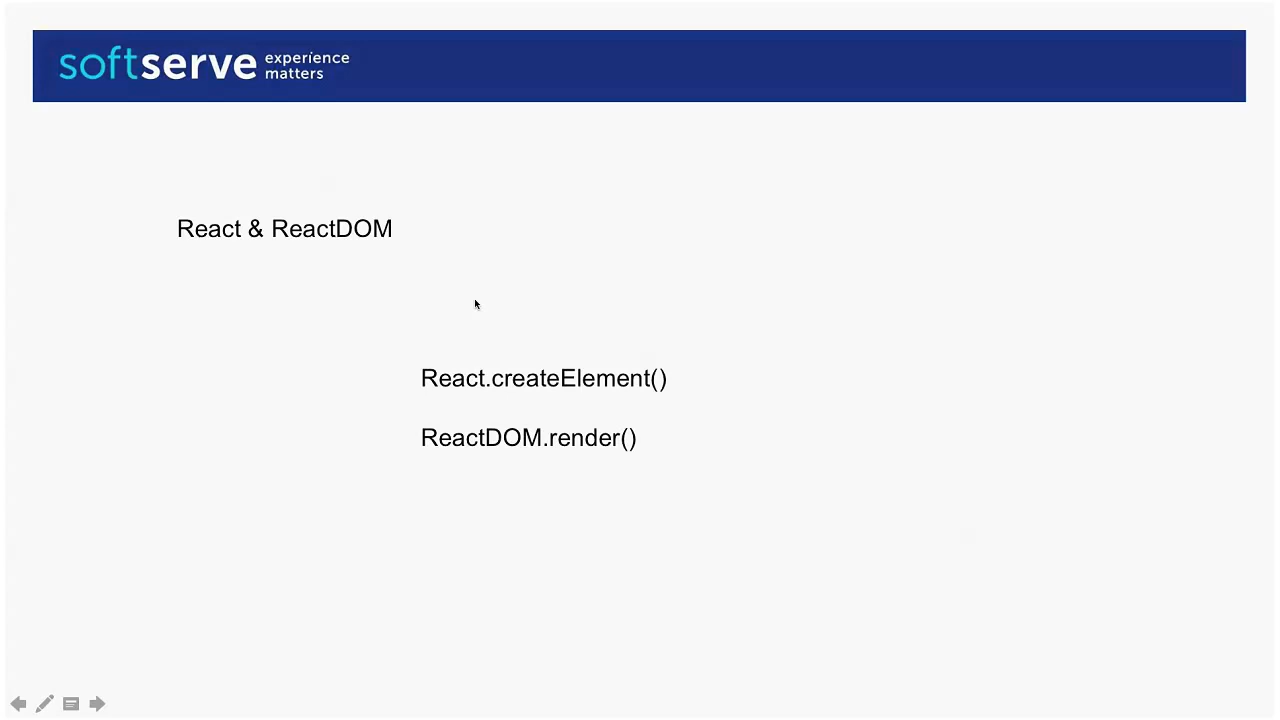 softserve experience
matters
React & ReactDOM
React.createElement()
ReactDOM.render()